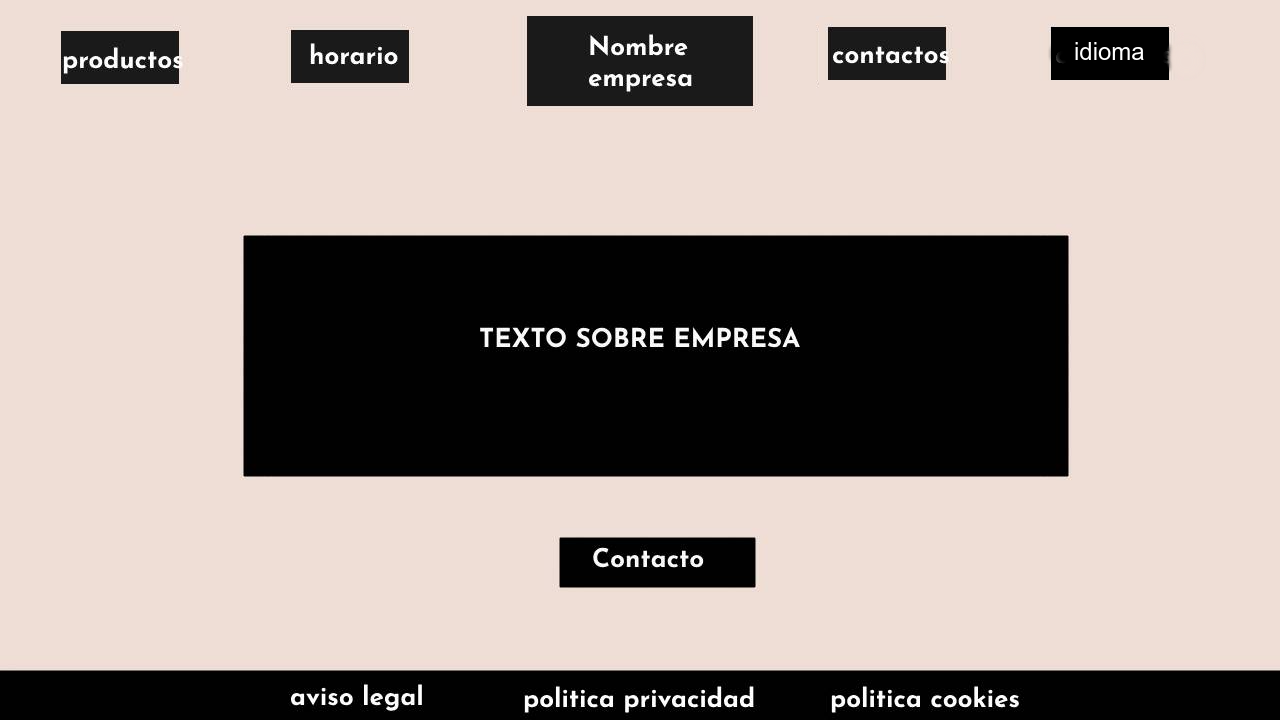 productos
horario
Nombre
empresa
contactos
idioma
TEXTO SOBRE EMPRESA
Contacto
aviso legal
politica privacidad
politica cookies